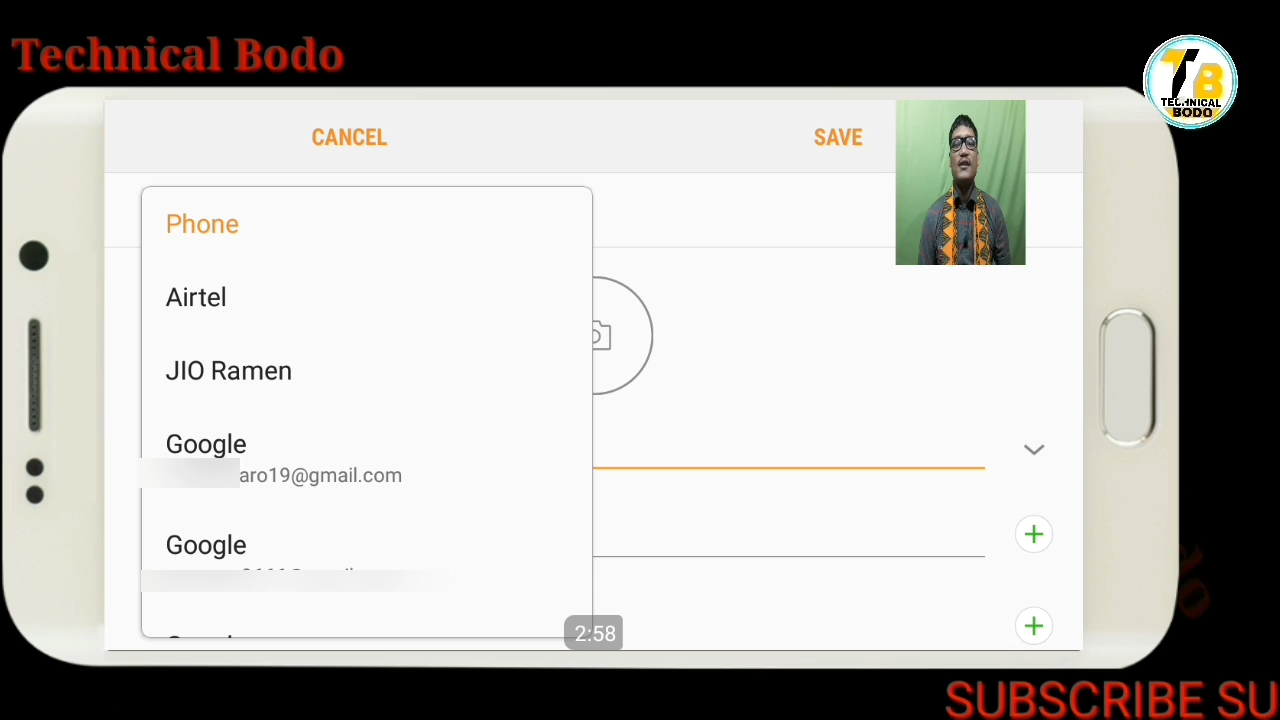 Technical Bodo
TB
TECHNICAL
BODO
CANCEL
SAVE
Phone
Airtel
JIO Ramen
Google
aro19@gmail.com
Google
2:58
SUBSCRIBE SU